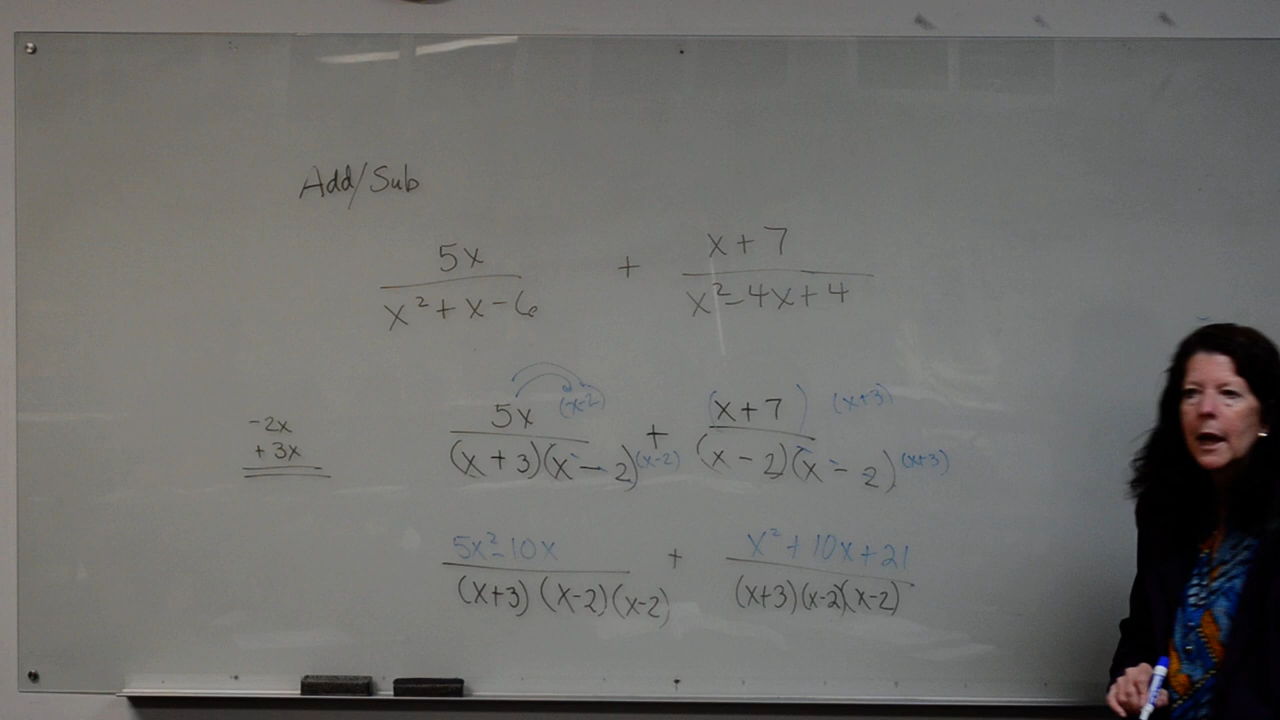 Add/Sub
5x + x+7
x²+x-6 x²-4x+4
5x (x-2) + (x+7) (x+3)
-2x
+3x
(x+3)(x-2)(x-2) (x-2)(x-2)(x+3)
5x²-10x + x²+10x+21
(x+3)(x-2)(x-2) (x+3)(x-2)(x-2)